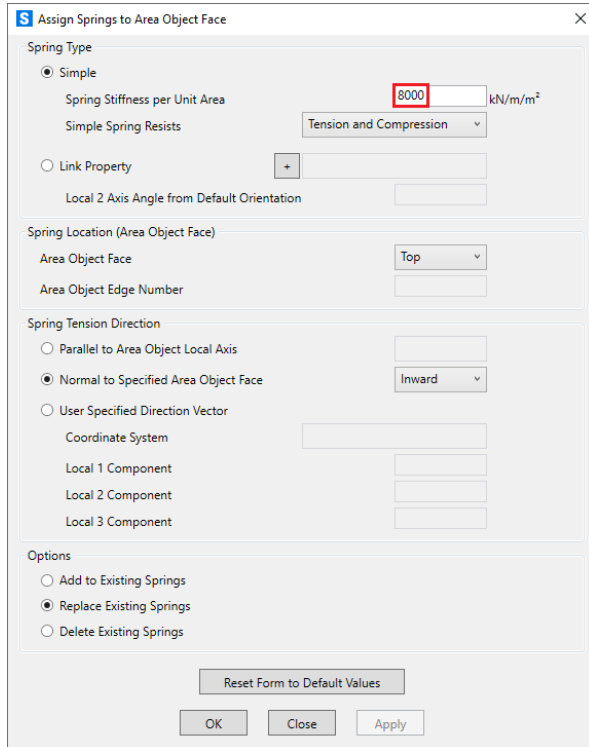 S Assign Springs to Area Object Face
Spring Type
Simple
Spring Stiffness per Unit Area 8000 kN/m/m²
Simple Spring Resists Tension and Compression
Link Property +
Local 2 Axis Angle from Default Orientation
Spring Location (Area Object Face)
Area Object Face Top
Area Object Edge Number
Spring Tension Direction
Parallel to Area Object Local Axis
Normal to Specified Area Object Face Inward
User Specified Direction Vector
Coordinate System
Local 1 Component
Local 2 Component
Local 3 Component
Options
Add to Existing Springs
Replace Existing Springs
Delete Existing Springs
Reset Form to Default Values
OK Close Apply